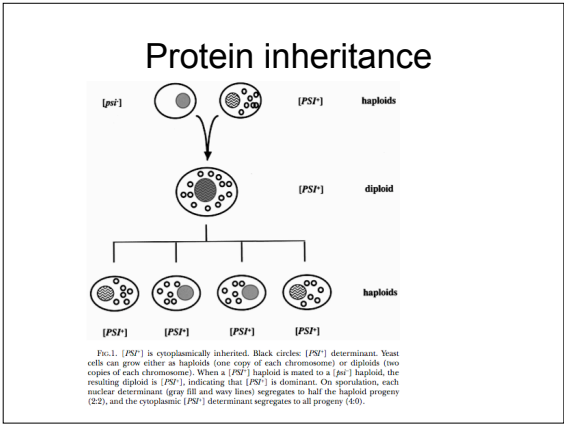 Protein inheritance
[psi-] [PSI+] haploids
[PSI+] diploid
haploids
[PSI+] [PSI+] [PSI+] [PSI+]
FIG.1. [PSI+] is cytoplasmically inherited. Black circles: [PSI+] determinant. Yeast
cells can grow either as haploids (one copy of each chromosome) or diploids (two
copies of each chromosome). When a [PSI+] haploid is mated to a [psi-] haploid, the
resulting diploid is [PSI+], indicating that [PSI+] is dominant. On sporulation, each
nuclear determinant (gray fill and wavy lines) segregates to half the haploid progeny
(2:2), and the cytoplasmic [PSI+] determinant segregates to all progeny (4:0).